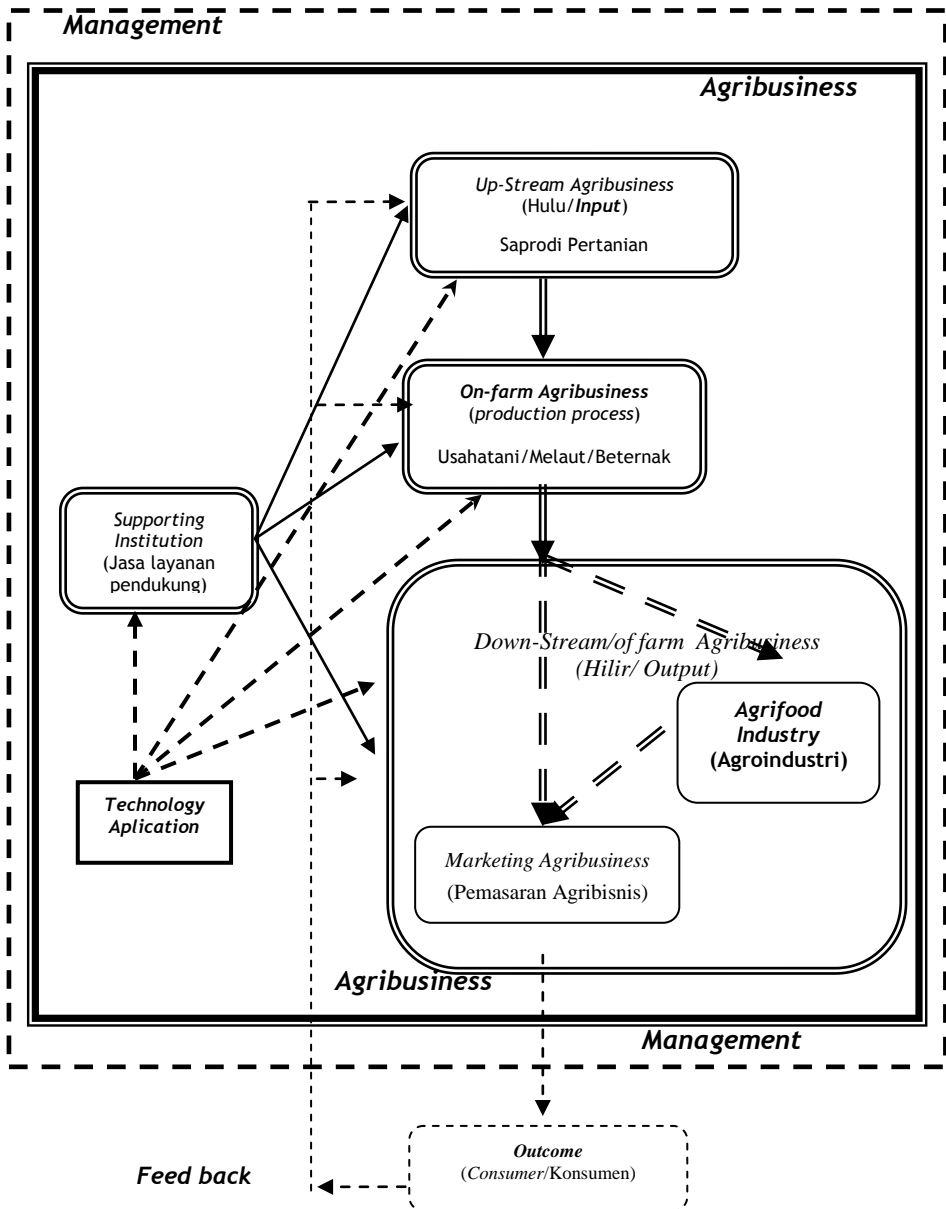 Management
Agribusiness
Up-Stream Agribusiness
(Hulu/Input)
Saprodi Pertanian
On-farm Agribusiness
(production process)
Usahatani/Melaut/Beternak
Supporting
Institution
(Jasa layanan
pendukung)
Down-Stream/of farm Agribusiness
(Hilir/ Output)
Agrifood
Industry
(Agroindustri)
Technology
Aplication
Marketing Agribusiness
(Pemasaran Agribisnis)
Agribusiness
Management
Outcome
(Consumer/Konsumen)
Feed back